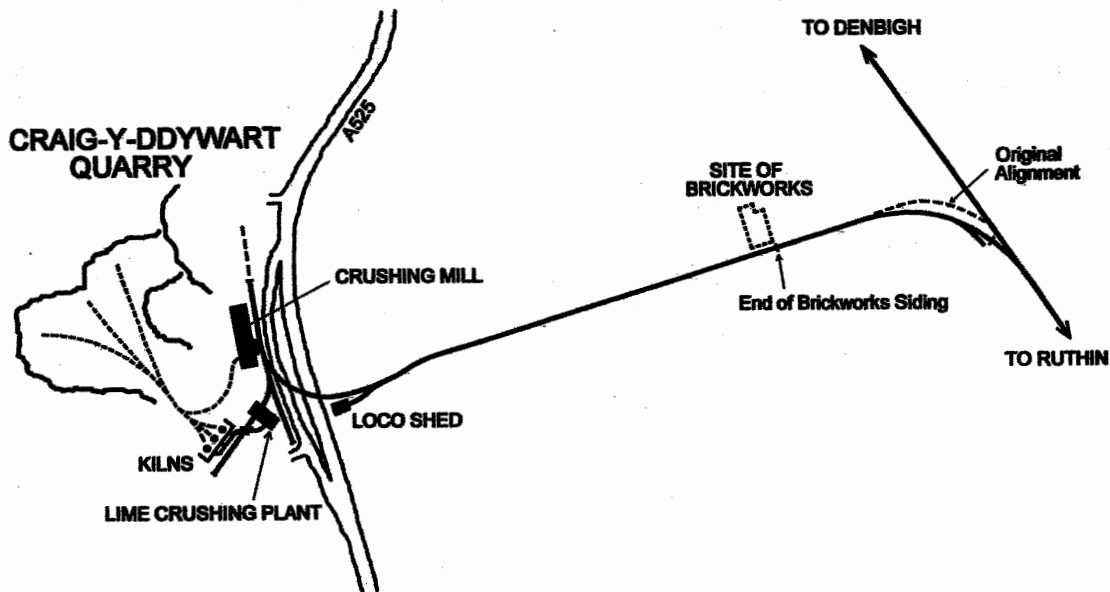 TO DENBIGH
A525
CRAIG-Y-DDYWART
QUARRY
Original
Alignment
SITE OF
BRICKWORKS
CRUSHING MILL
End of Brickworks Siding
TO RUTHIN
LOCO SHED
KILNS
LIME CRUSHING PLANT